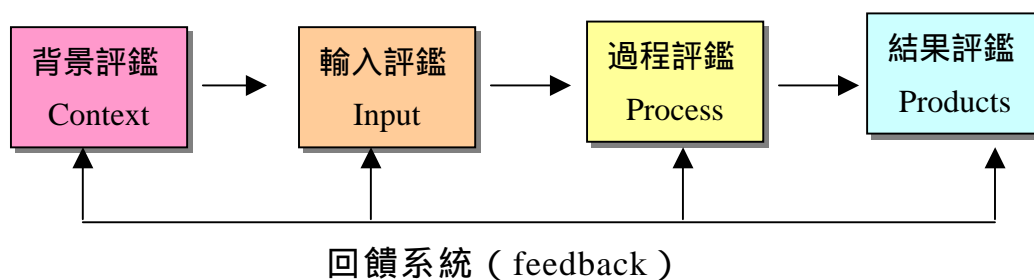 背景評鑑
Context
輸入評鑑
Input
過程評鑑
Process
結果評鑑
Products
回饋系統（feedback）